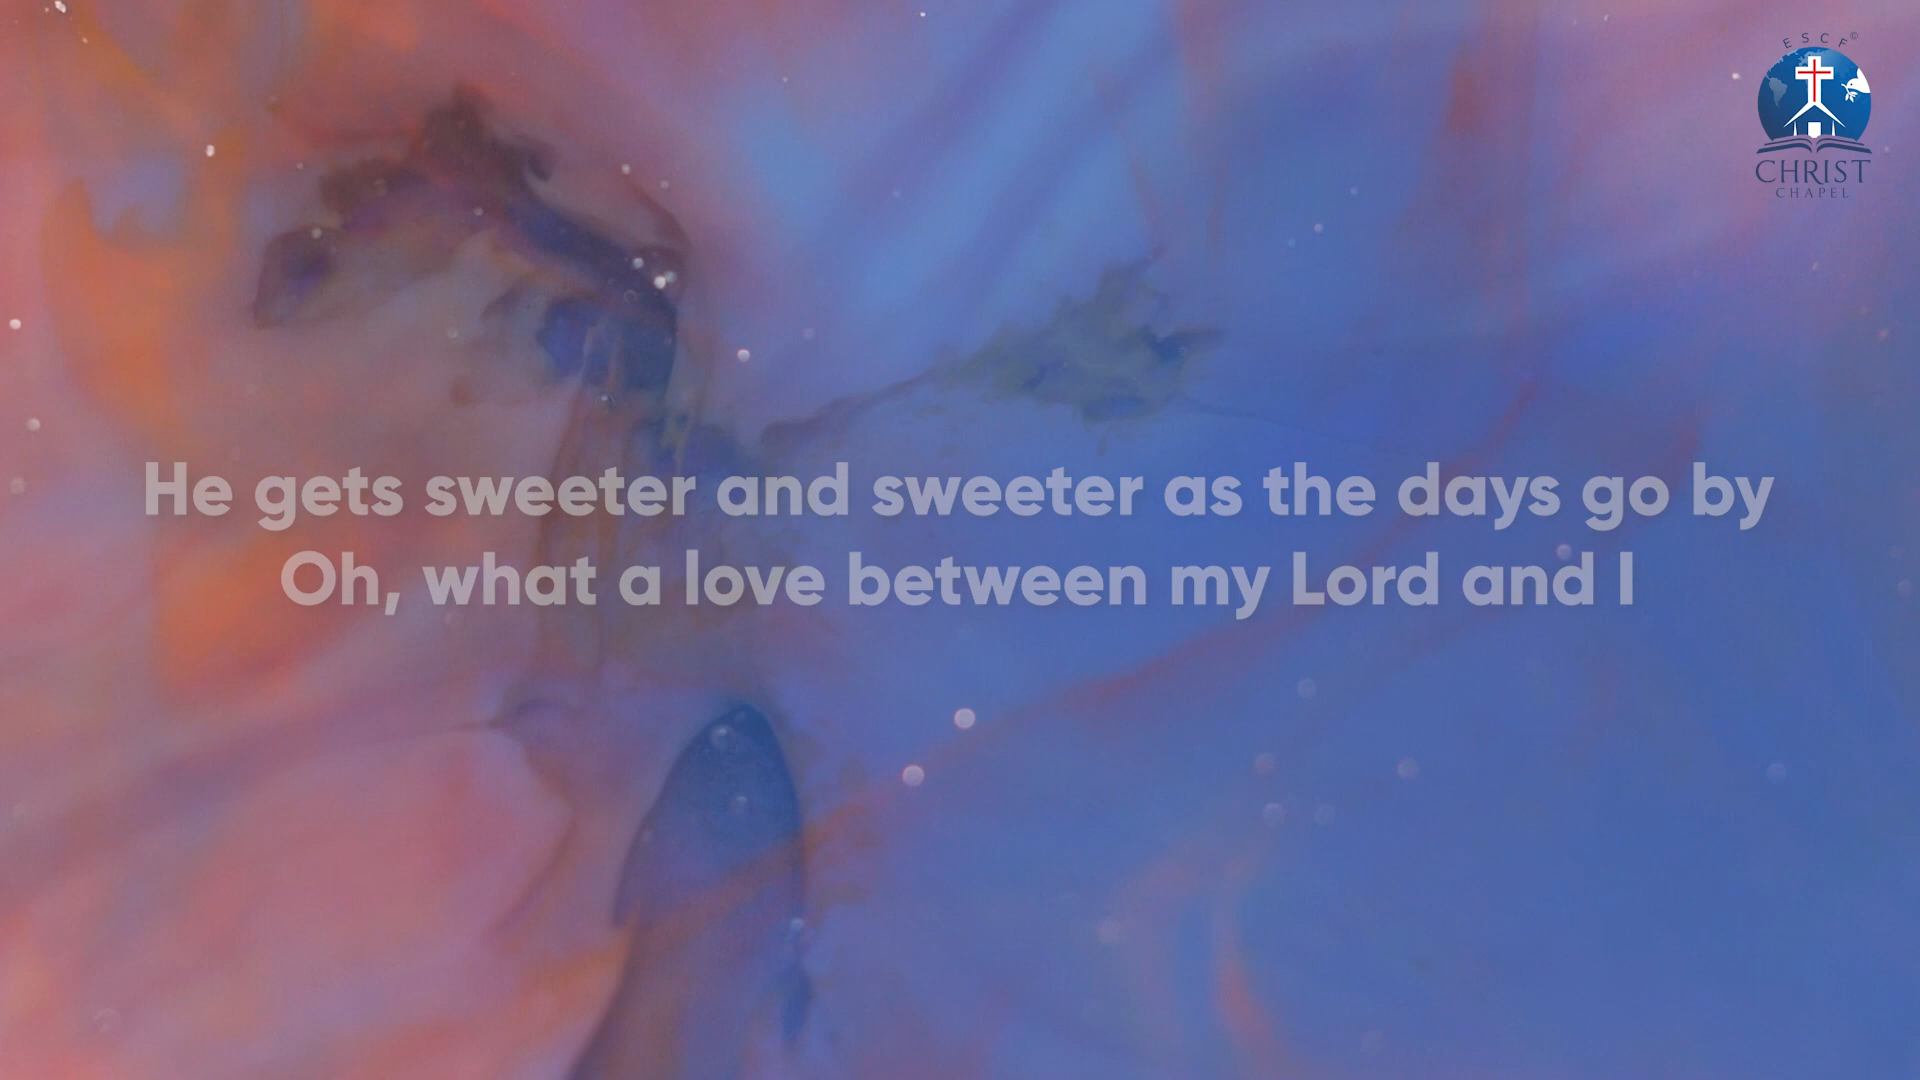 ESCF©
CHRIST
CHAPEL
He gets sweeter and sweeter as the days go by
Oh, what a love between my Lord and I